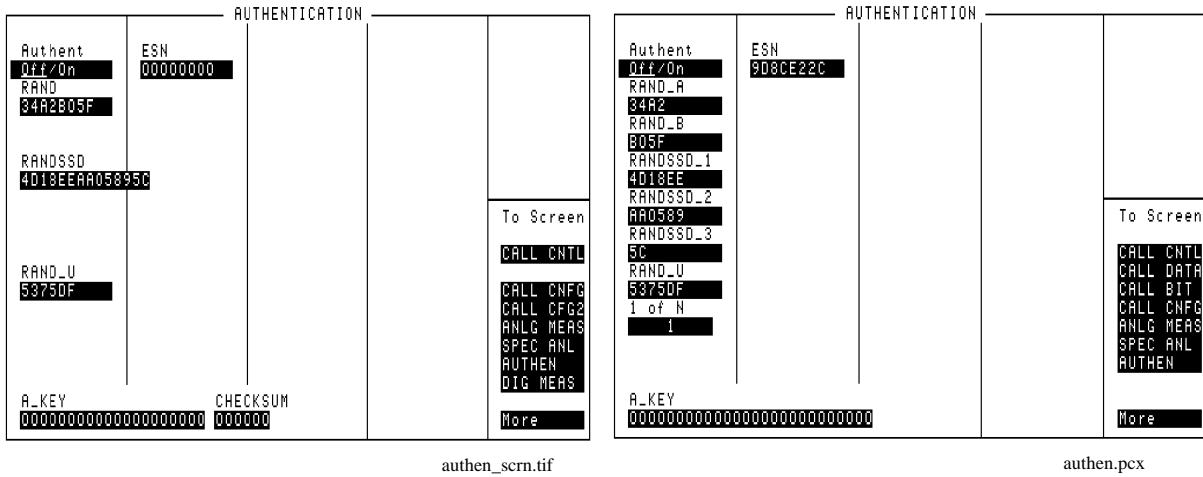 AUTHENTICATION
Authent
Off/On
RAND
34A2B05F
RANDSSD
4D18EEAA05895C
RAND_U
5375DF
A_KEY
00000000000000000000
ESN
00000000
CHECKSUM
000000
To Screen
CALL CNTL
CALL CNFG
CALL CFG2
ANLG MEAS
SPEC ANL
AUTHEN
DIG MEAS
More
authen_scrn.tif
AUTHENTICATION
Authent
Off/On
RAND_A
34A2
RAND_B
B05F
RANDSSD_1
4D18EE
RANDSSD_2
AA0589
RANDSSD_3
5C
RAND_U
5375DF
1 of N
1
A_KEY
00000000000000000000000000
ESN
9D8CE22C
To Screen
CALL CNTL
CALL DATA
CALL BIT
CALL CNFG
ANLG MEAS
SPEC ANL
AUTHEN
More
authen.pcx